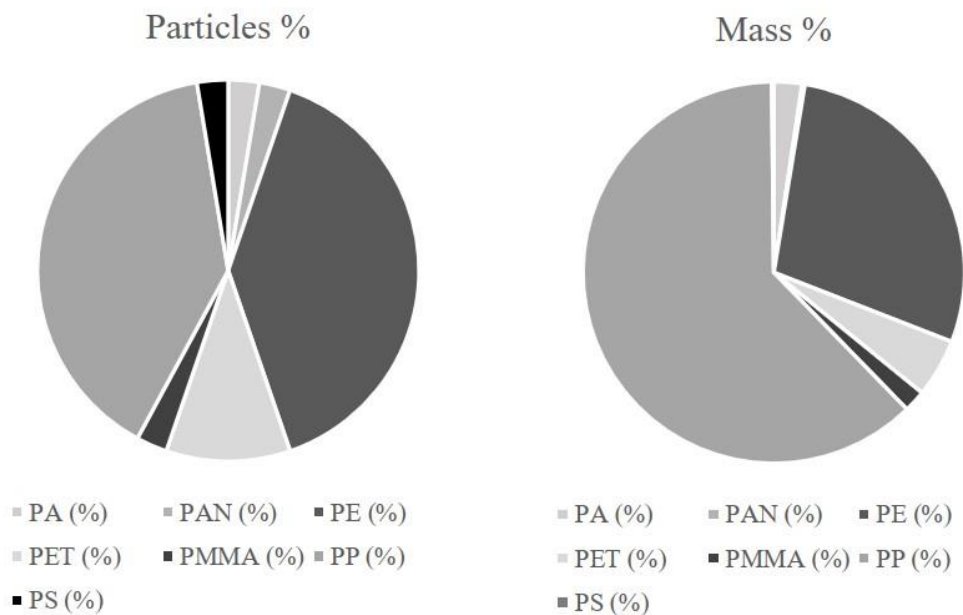 Particles %
PA (%) PAN (%) PE (%)
PET (%) PMMA (%) PP (%)
PS (%)
Mass %
PA (%) PAN (%) PE (%)
PET (%) PMMA (%) PP (%)
PS (%)